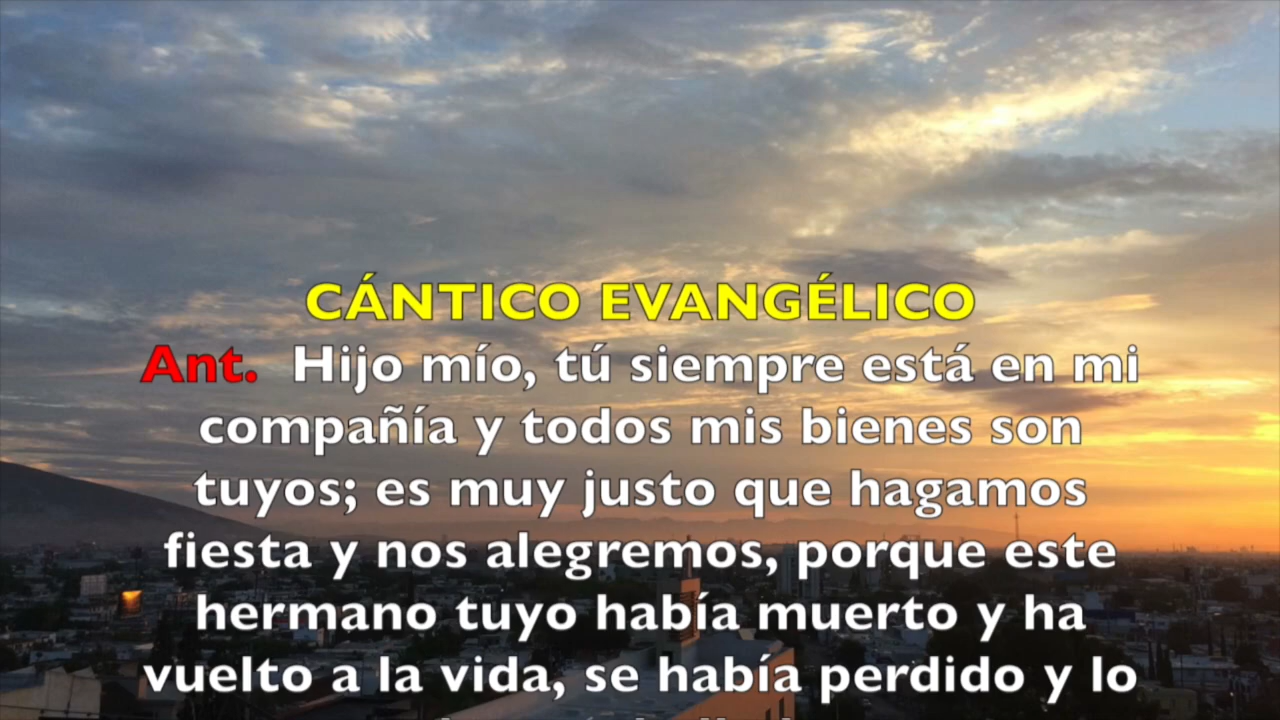 CÁNTICO EVANGÉLICO
Ant. Hijo mío, tú siempre está en mi
compañía y todos mis bienes son
tuyos; es muy justo que hagamos
fiesta y nos alegremos, porque este
hermano tuyo había muerto y ha
vuelto a la vida, se había perdido y lo